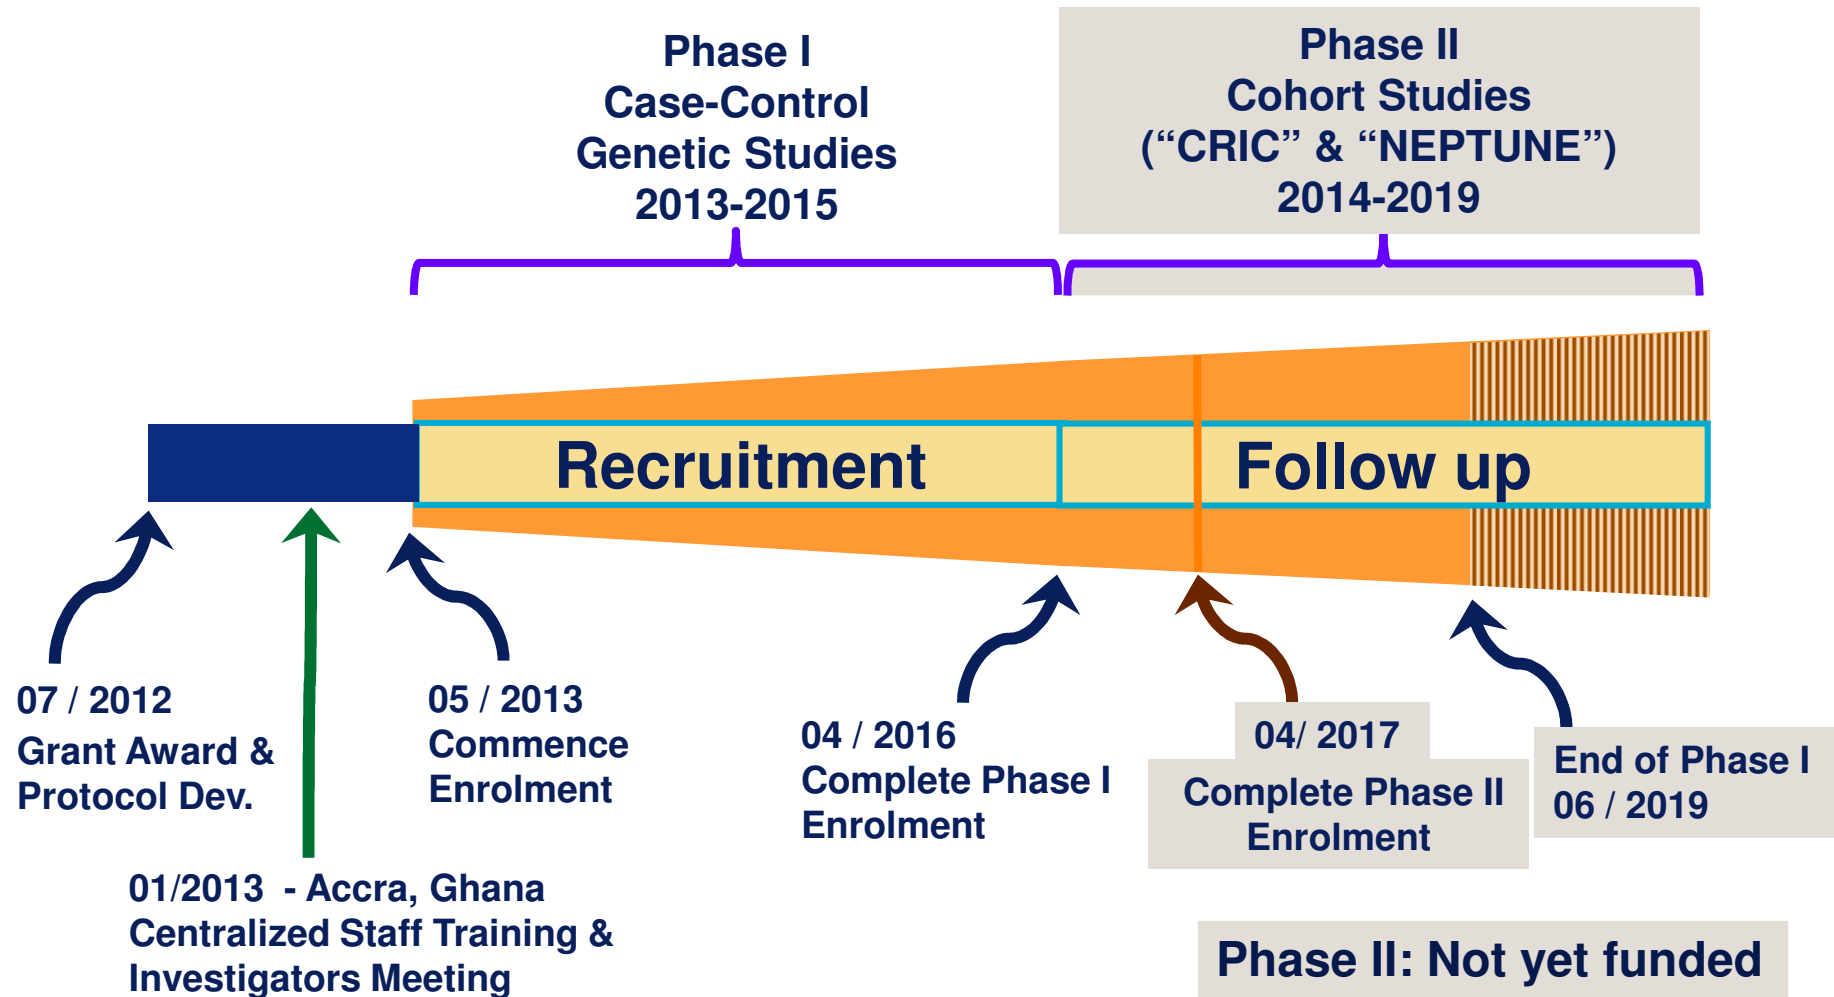 Phase I
Case-Control
Genetic Studies
2013-2015
Phase II
Cohort Studies
(“CRIC” & “NEPTUNE”)
2014-2019
Recruitment
Follow up
07 / 2012
Grant Award &
Protocol Dev.
05 / 2013
Commence
Enrolment
04 / 2016
Complete Phase I
Enrolment
04/ 2017
Complete Phase II
Enrolment
End of Phase I
06 / 2019
01/2013 - Accra, Ghana
Centralized Staff Training &
Investigators Meeting
Phase II: Not yet funded